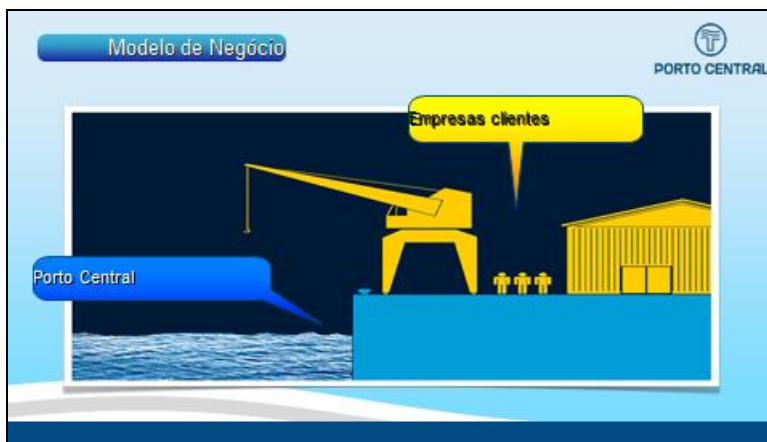 Modelo de Negócio
PORTO CENTRAL
Empresas clientes
Porto Central